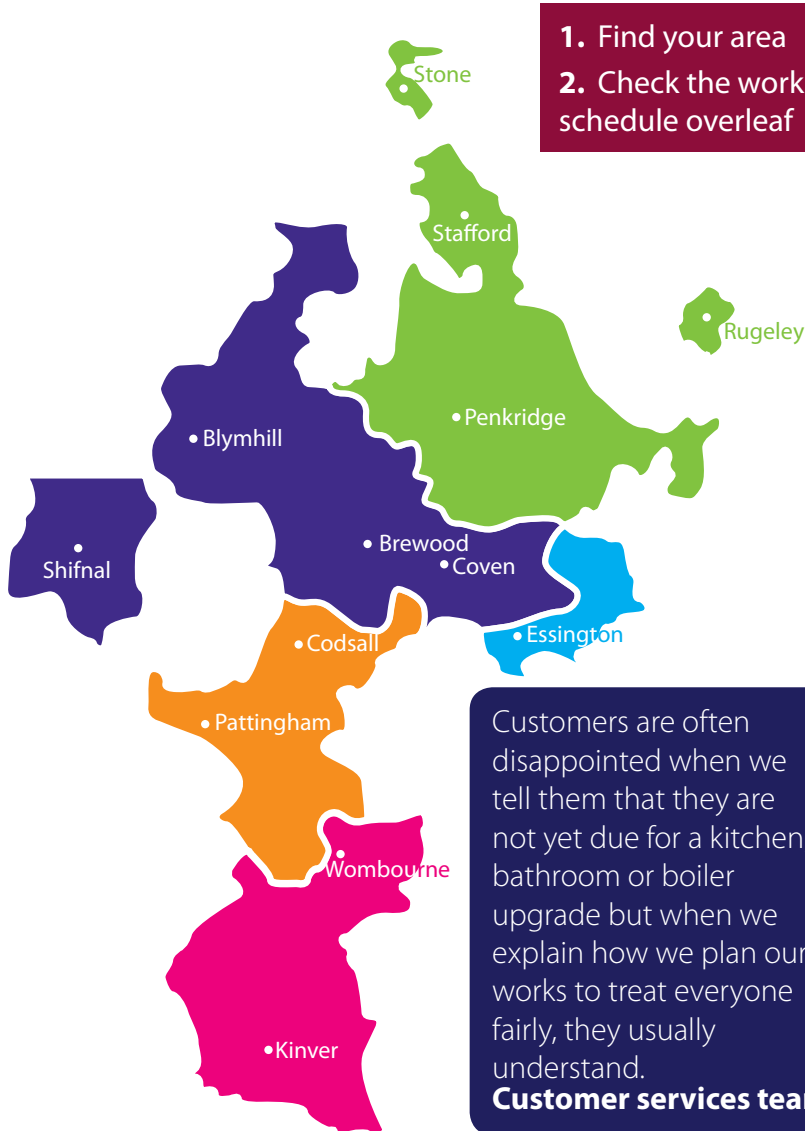 1. Find your area
2. Check the work
schedule overleaf
Stone
Stafford
Rugeley
Penkridge
Blymhill
Brewood
Coven
Shifnal
Essington
Codsall
Pattingham
Wombourne
Kinver
Customers are often
disappointed when we
tell them that they are
not yet due for a kitchen
bathroom or boiler
upgrade but when we
explain how we plan our
works to treat everyone
fairly, they usually
understand.
Customer services tea